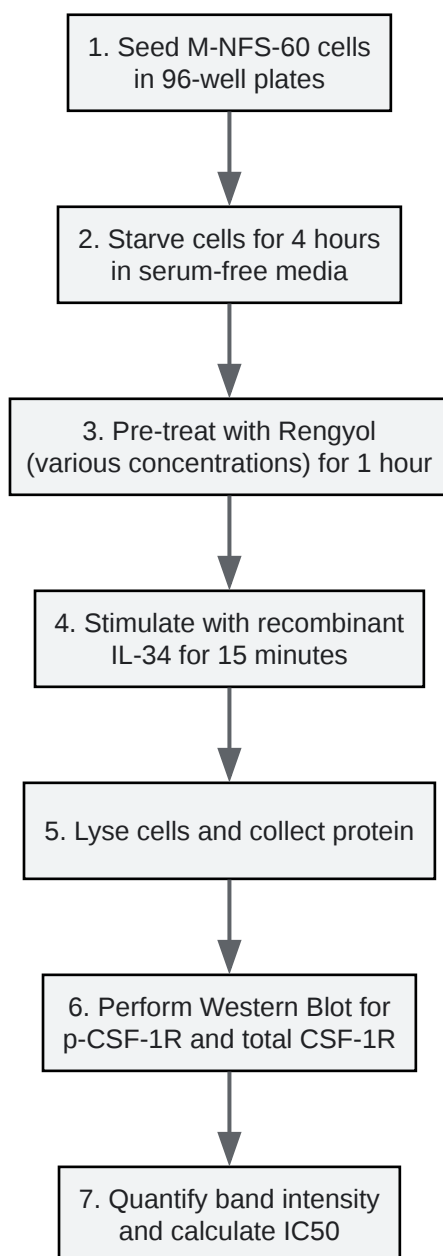 1. Seed M-NFS-60 cells
in 96-well plates
2. Starve cells for 4 hours
in serum-free media
3. Pre-treat with Rengyol
(various concentrations) for 1 hour
4. Stimulate with recombinant
IL-34 for 15 minutes
5. Lyse cells and collect protein
6. Perform Western Blot for
p-CSF-1R and total CSF-1R
7. Quantify band intensity
and calculate IC50